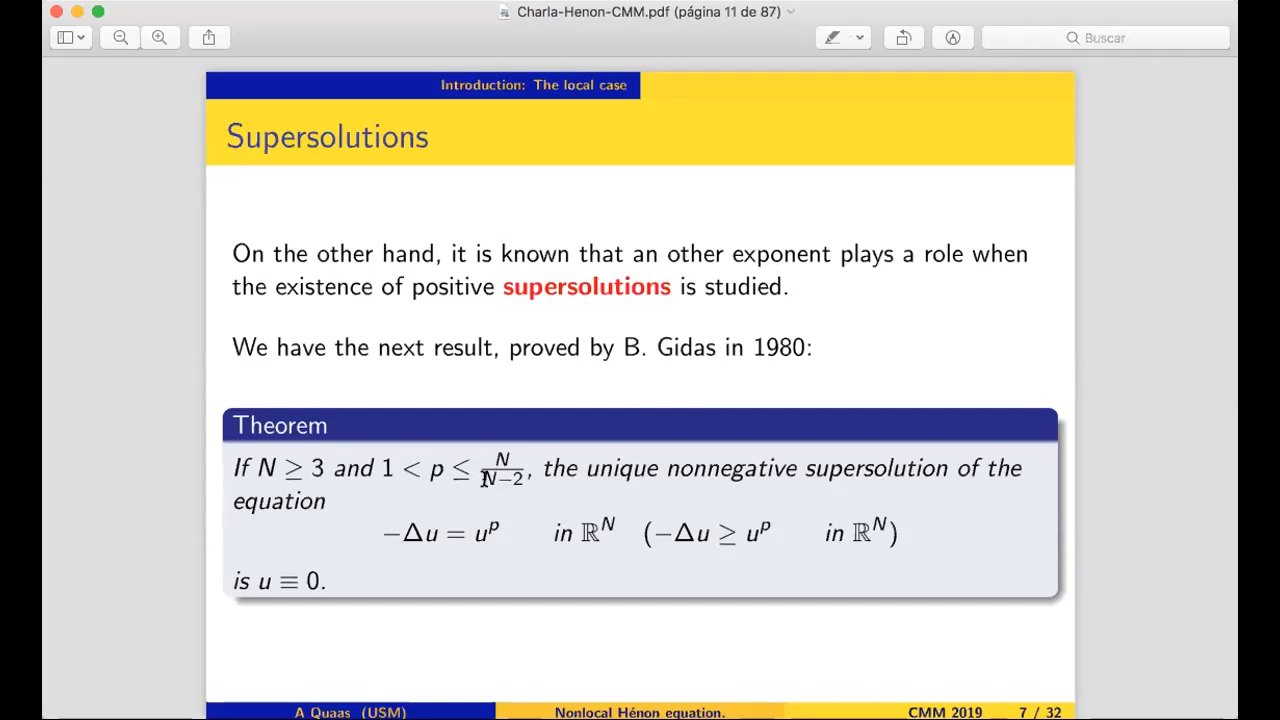 Charla-Henon-CMM.pdf (página 11 de 87)
Buscar
Introduction: The local case
Supersolutions
On the other hand, it is known that an other exponent plays a role when
the existence of positive supersolutions is studied.
We have the next result, proved by B. Gidas in 1980:
Theorem
If N ≥ 3 and 1 < p ≤ N/(N−2), the unique nonnegative supersolution of the
equation
−Δu = u^p in ℝ^N (−Δu ≥ u^p in ℝ^N)
is u ≡ 0.
A Quaas (USM) Nonlocal Hénon equation. CMM 2019 7 / 32